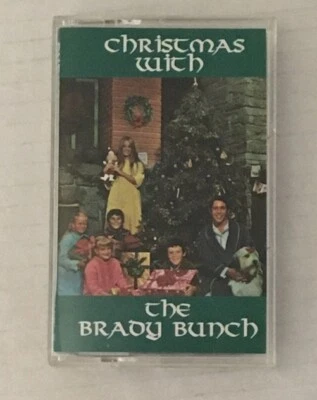 CHRISTMAS
WITH
THE
BRADY BUNCH